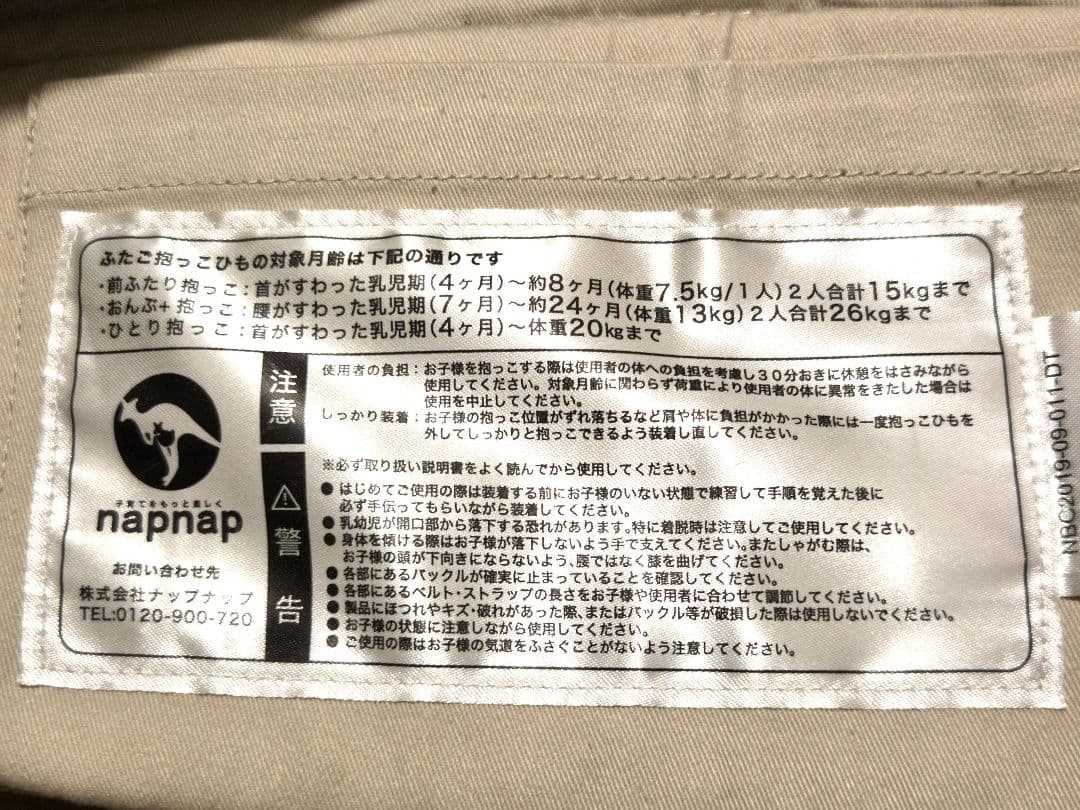 ふたご抱っこひもの対象月齢は下記の通りです
・前ふたり抱っこ:首がすわった乳児期(4ヶ月)～約8ヶ月(体重7.5kg/1人)2人合計15kgまで
・おんぶ+抱っこ:腰がすわった乳児期(7ヶ月)～約24ヶ月(体重13kg)2人合計26kgまで
・ひとり抱っこ:首がすわった乳児期(4ヶ月)～体重20kgまで
注意
使用者の負担:お子様を抱っこする際は使用者の体への負担を考慮し30分おきに休憩をはさみながら
使用してください。対象月齢に関わらず荷重により使用者の体に異常をきたした場合は
使用を中止してください。
しっかり装着:お子様の抱っこ位置がずれ落ちるなど肩や体に負担がかかった際には一度抱っこひもを
外してしっかりと抱っこできるよう装着し直してください。
⚠警告
※必ず取り扱い説明書をよく読んでから使用してください。
●はじめてご使用の際は装着する前にお子様のいない状態で練習して手順を覚えた後に
必ず手伝ってもらいながら装着してください。
●乳幼児が開口部から落下する恐れがあります。特に着脱時は注意してご使用ください。
●身体を傾ける際はお子様が落下しないよう手で支えてください。またしゃがむ際は、
お子様の頭が下向きにならないよう、腰ではなく膝を曲げてください。
●各部にあるバックルが確実に止まっていることを確認してください。
●各部にあるベルト・ストラップの長さをお子様や使用者に合わせて調節してください。
●製品にほつれやキズ・破れがあった際、またはバックル等が破損した際は使用しないでください。
●お子様の状態に注意しながら使用してください。
●ご使用の際はお子様の気道をふさぐことがないよう注意してください。
子育てをもっと楽しく
napnap
お問い合わせ先
株式会社ナップナップ
TEL:0120-900-720
NBC2019-09-011-DT